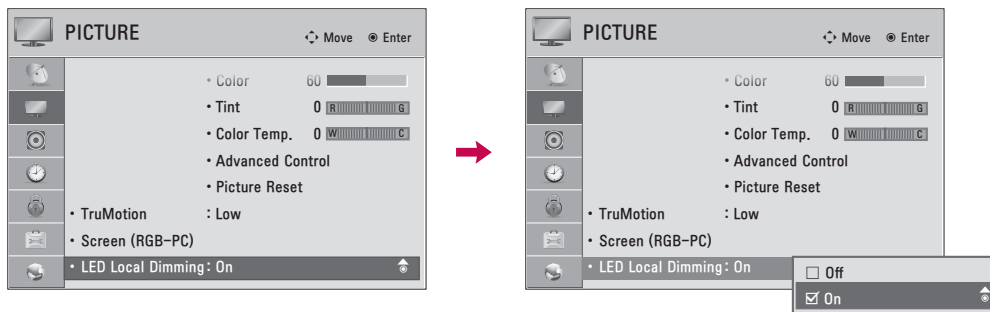 PICTURE
Move Enter
• Color 60
• Tint 0 R G
• Color Temp. 0 W C
• Advanced Control
• Picture Reset
• TruMotion : Low
• Screen (RGB-PC)
• LED Local Dimming: On
PICTURE
Move Enter
• Color 60
• Tint 0 R G
• Color Temp. 0 W C
• Advanced Control
• Picture Reset
• TruMotion : Low
• Screen (RGB-PC)
• LED Local Dimming: On
Off
On